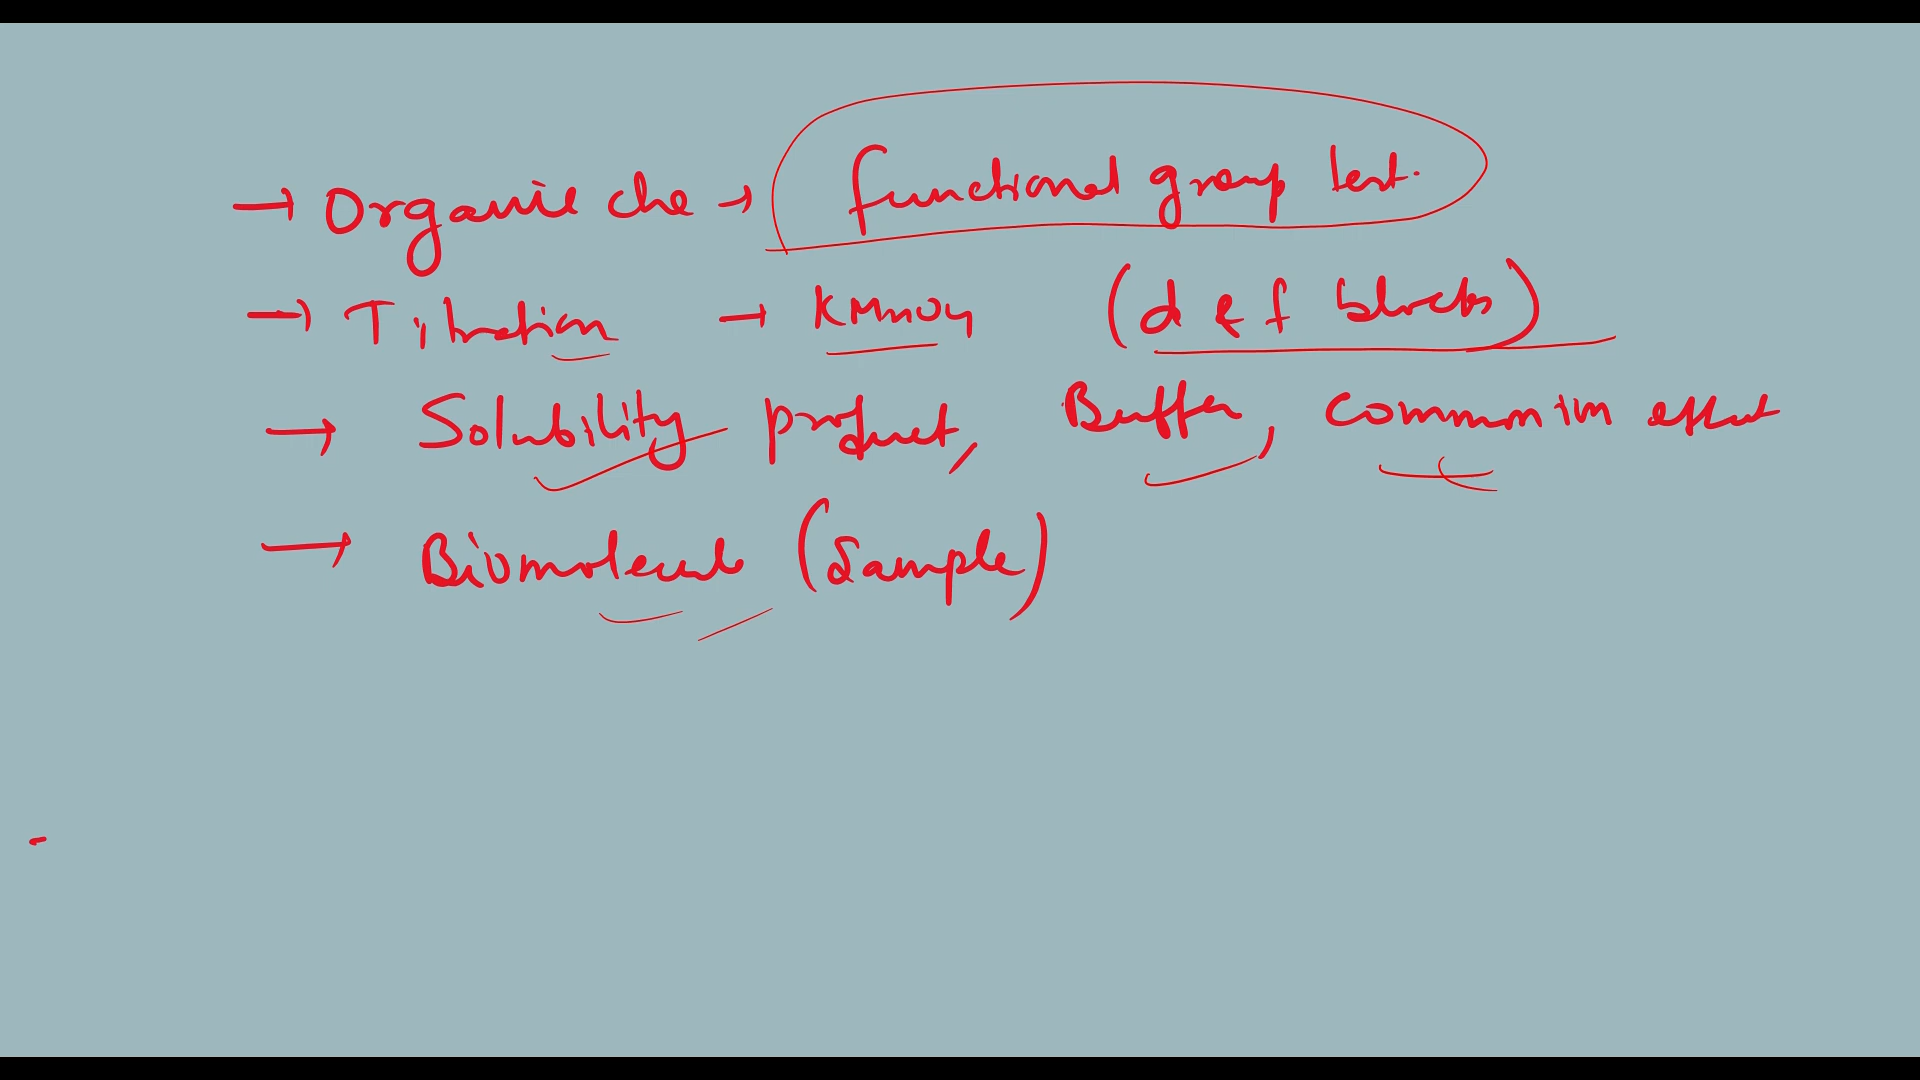 → Organic che → functional group test.
→ Titration → KMnO4 (d & f blocks)
→ Solubility product, Buffer, common ion effect
→ Biomolecule (Sample)